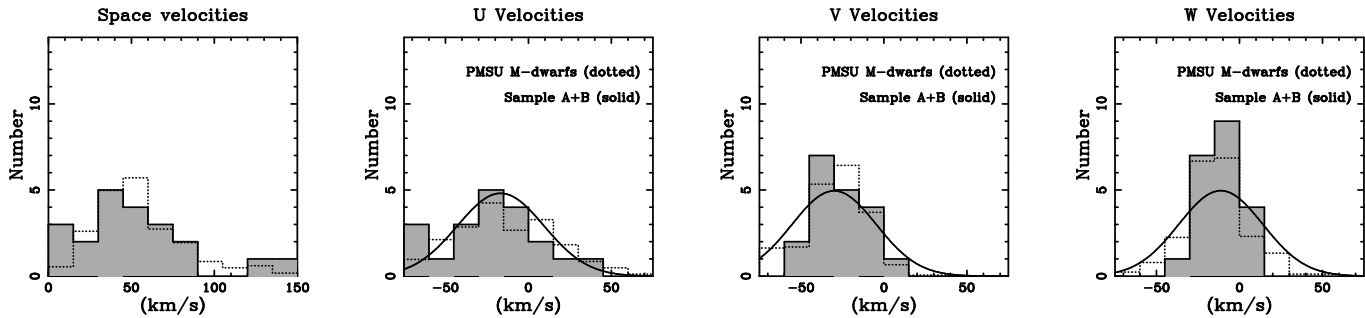 Space velocities
Number
10
5
0
0 50 100 150
(km/s)
U Velocities
PMSU M-dwarfs (dotted)
Sample A+B (solid)
Number
10
5
0
−50 0 50
(km/s)
V Velocities
PMSU M-dwarfs (dotted)
Sample A+B (solid)
Number
10
5
0
−50 0 50
(km/s)
W Velocities
PMSU M-dwarfs (dotted)
Sample A+B (solid)
Number
10
5
0
−50 0 50
(km/s)